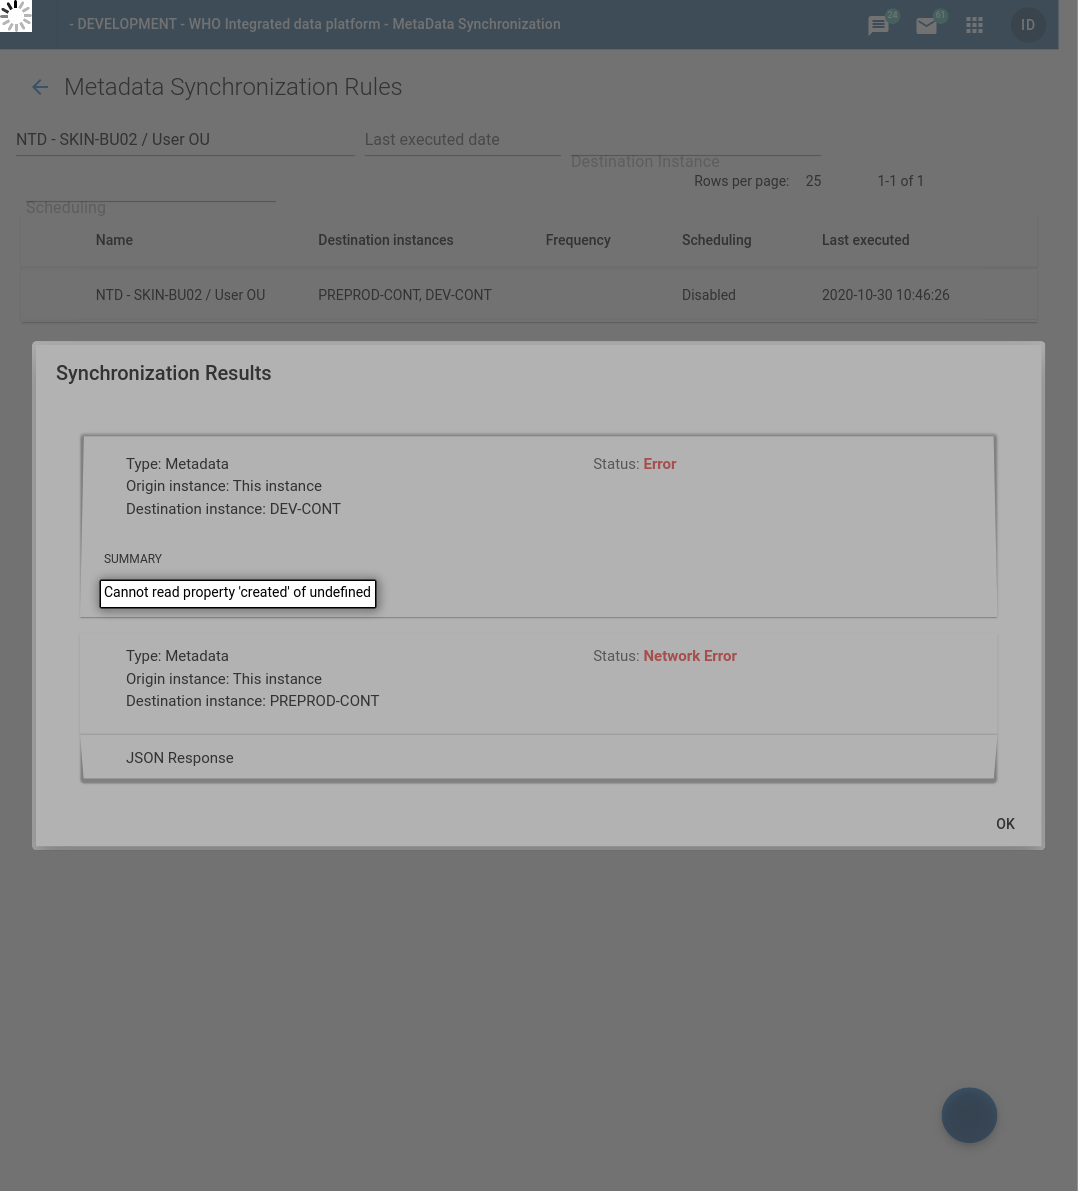 - DEVELOPMENT - WHO Integrated data platform - MetaData Synchronization
24
61
ID
Metadata Synchronization Rules
NTD - SKIN-BU02 / User OU
Last executed date
Destination Instance
Rows per page: 25 1-1 of 1
Scheduling
Name Destination instances Frequency Scheduling Last executed
NTD - SKIN-BU02 / User OU PREPROD-CONT, DEV-CONT Disabled 2020-10-30 10:46:26
Synchronization Results
Type: Metadata Status: Error
Origin instance: This instance
Destination instance: DEV-CONT
SUMMARY
Cannot read property 'created' of undefined
Type: Metadata Status: Network Error
Origin instance: This instance
Destination instance: PREPROD-CONT
JSON Response
OK